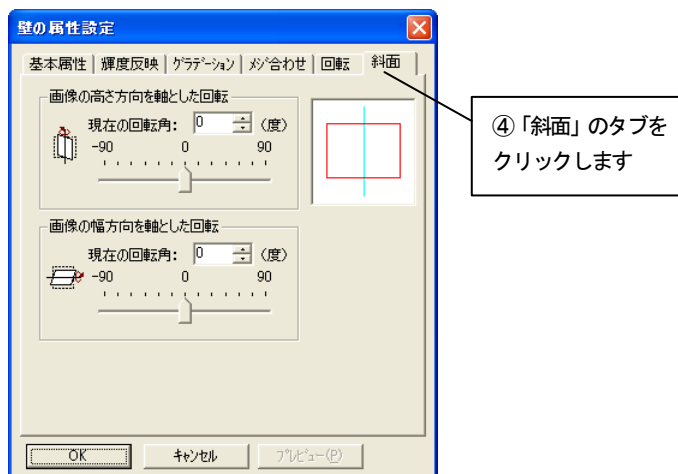 壁の属性設定
基本属性 輝度反映 ｸﾞﾗﾃﾞｰｼｮﾝ ﾒｼﾞ合わせ 回転 斜面
画像の高さ方向を軸とした回転
現在の回転角： 0 (度)
-90 0 90
画像の幅方向を軸とした回転
現在の回転角： 0 (度)
-90 0 90
OK ｷｬﾝｾﾙ ﾌﾟﾚﾋﾞｭｰ(P)
④「斜面」のタブを
クリックします